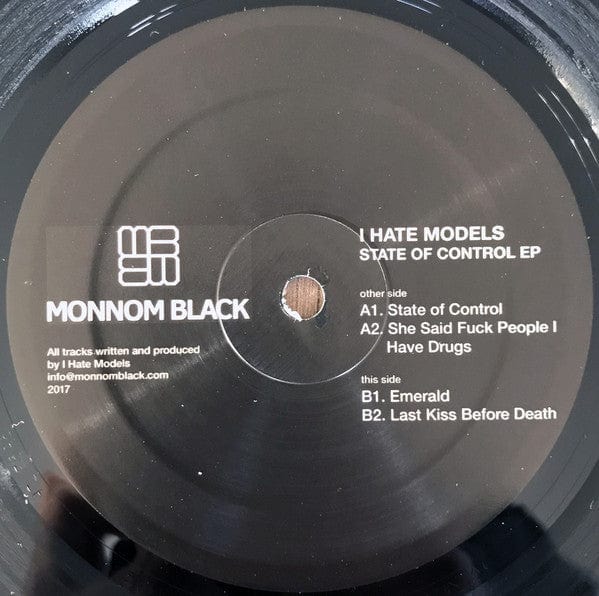 MONNOM BLACK
All tracks written and produced
by I Hate Models
info@monnomblack.com
2017
I HATE MODELS
STATE OF CONTROL EP
other side
A1. State of Control
A2. She Said Fuck People I
Have Drugs
this side
B1. Emerald
B2. Last Kiss Before Death